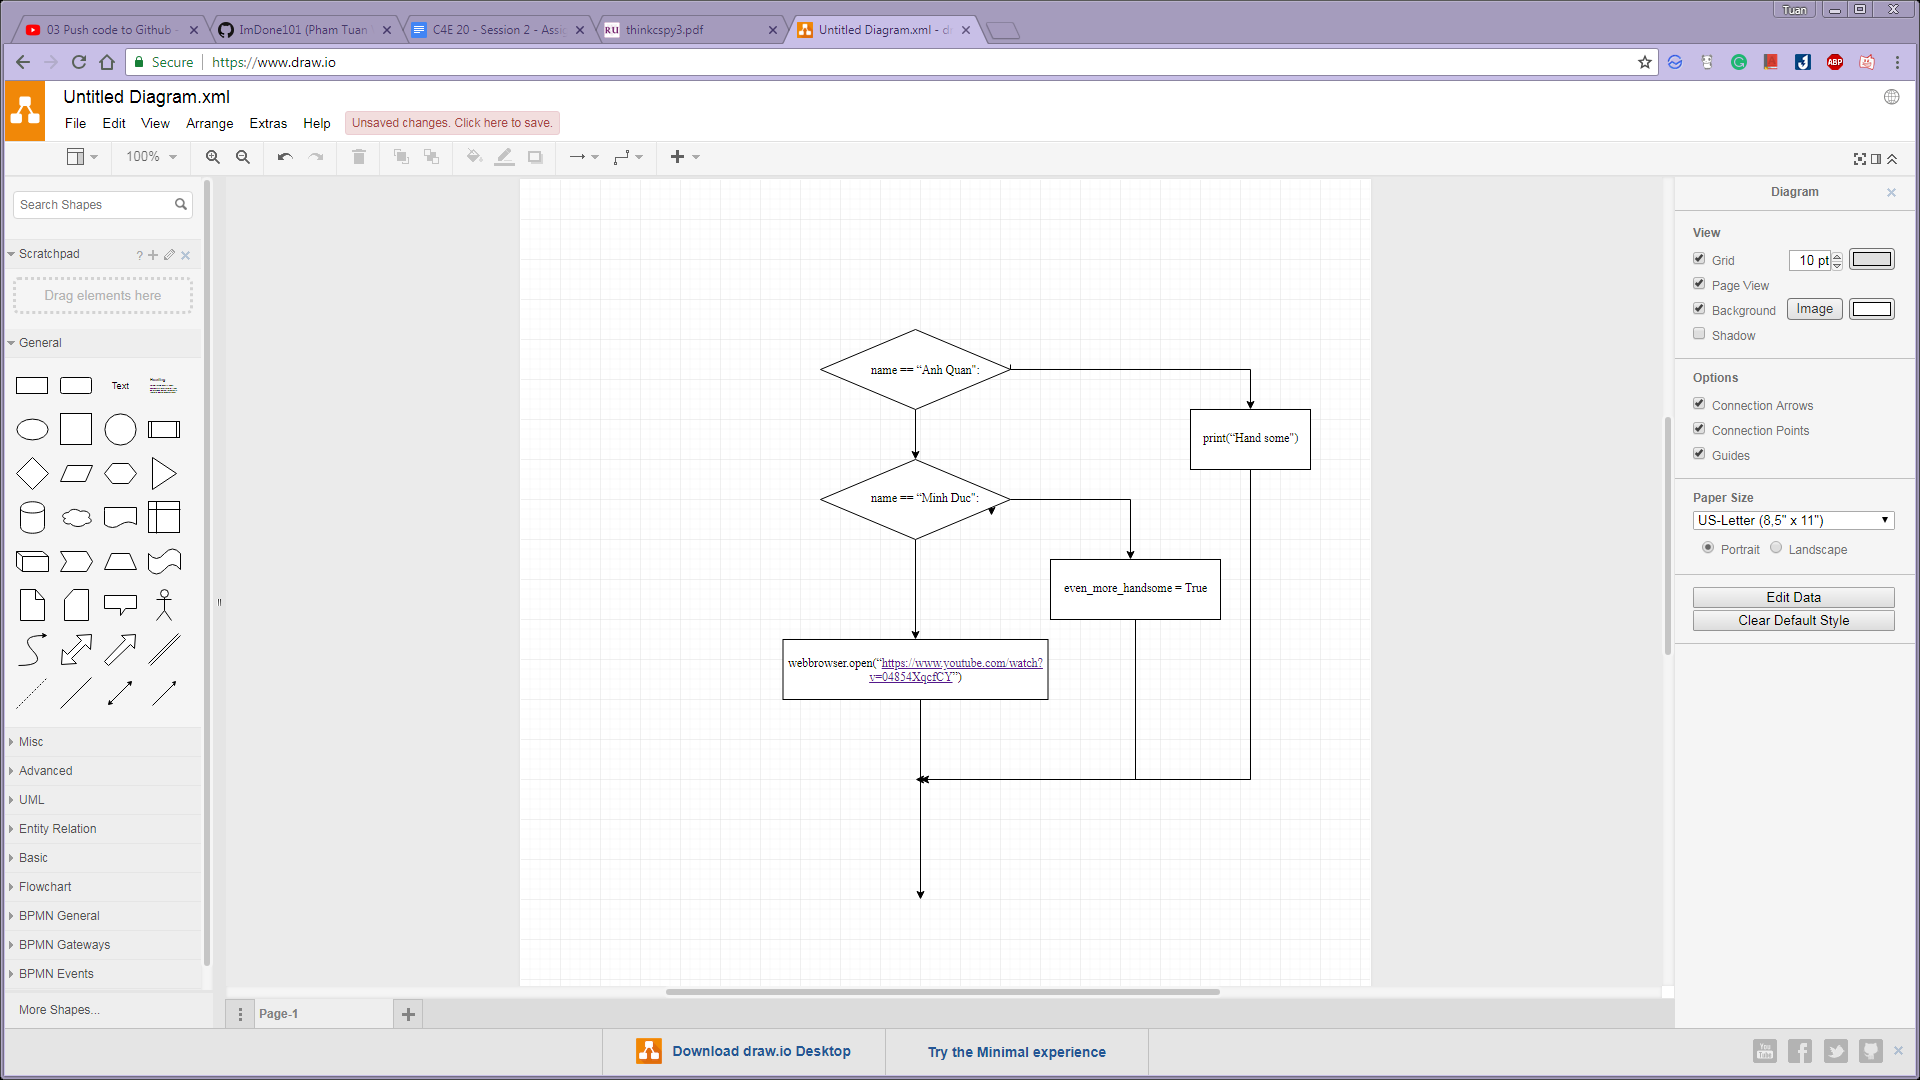 Tuan
03 Push code to Github -
ImDone101 (Pham Tuan
C4E 20 - Session 2 - Assig
RU thinkcspy3.pdf
Untitled Diagram.xml - d
Secure https://www.draw.io
ABP
Untitled Diagram.xml
File Edit View Arrange Extras Help Unsaved changes. Click here to save.
100%
Search Shapes
Scratchpad ?
Drag elements here
General
Text
Heading
Misc
Advanced
UML
Entity Relation
Basic
Flowchart
BPMN General
BPMN Gateways
BPMN Events
More Shapes...
name == “Anh Quan":
print(“Hand some")
name == “Minh Duc":
even_more_handsome = True
webbrowser.open(“https://www.youtube.com/watch?
v=04854XqcfCY”)
Diagram
View
Grid 10 pt
Page View
Background Image
Shadow
Options
Connection Arrows
Connection Points
Guides
Paper Size
US-Letter (8,5" x 11")
Portrait Landscape
Edit Data
Clear Default Style
Page-1
Download draw.io Desktop
Try the Minimal experience
You
Tube